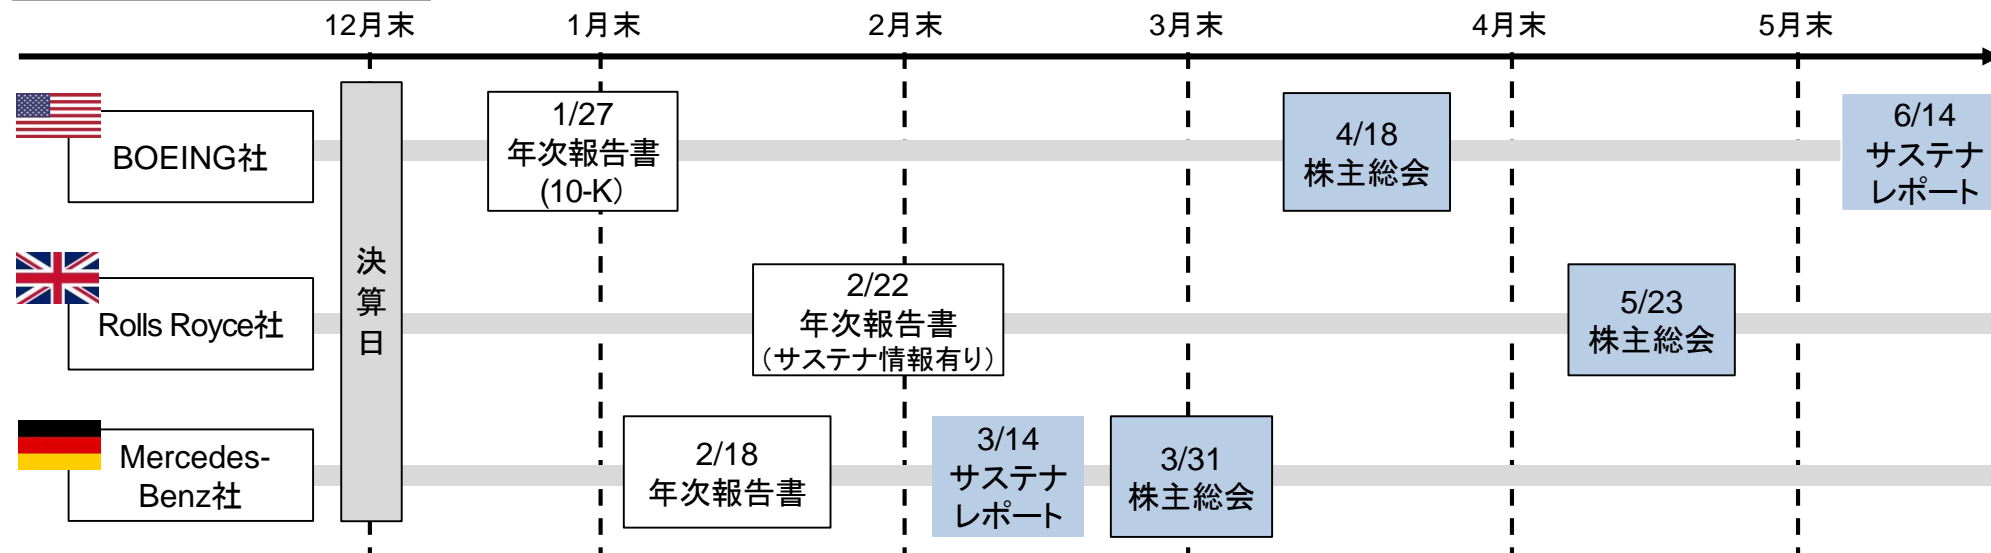 12月末
1月末
2月末
3月末
4月末
5月末
BOEING社
決
算
日
1/27
年次報告書
(10-K)
4/18
株主総会
6/14
サステナ
レポート
Rolls Royce社
2/22
年次報告書
（サステナ情報有り）
5/23
株主総会
Mercedes-
Benz社
2/18
年次報告書
3/14
サステナ
レポート
3/31
株主総会